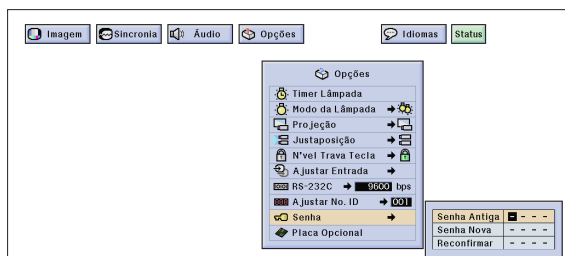 Imagem Sincronia Áudio Opções Idiomas Status
Opções
Timer Lâmpada
Modo da Lâmpada
Projeção
Justaposição
N'vel Trava Tecla
Ajustar Entrada
RS-232C 9600 bps
Ajustar No. ID 001
Senha
Placa Opcional
Senha Antiga - - - -
Senha Nova - - - -
Reconfirmar - - - -